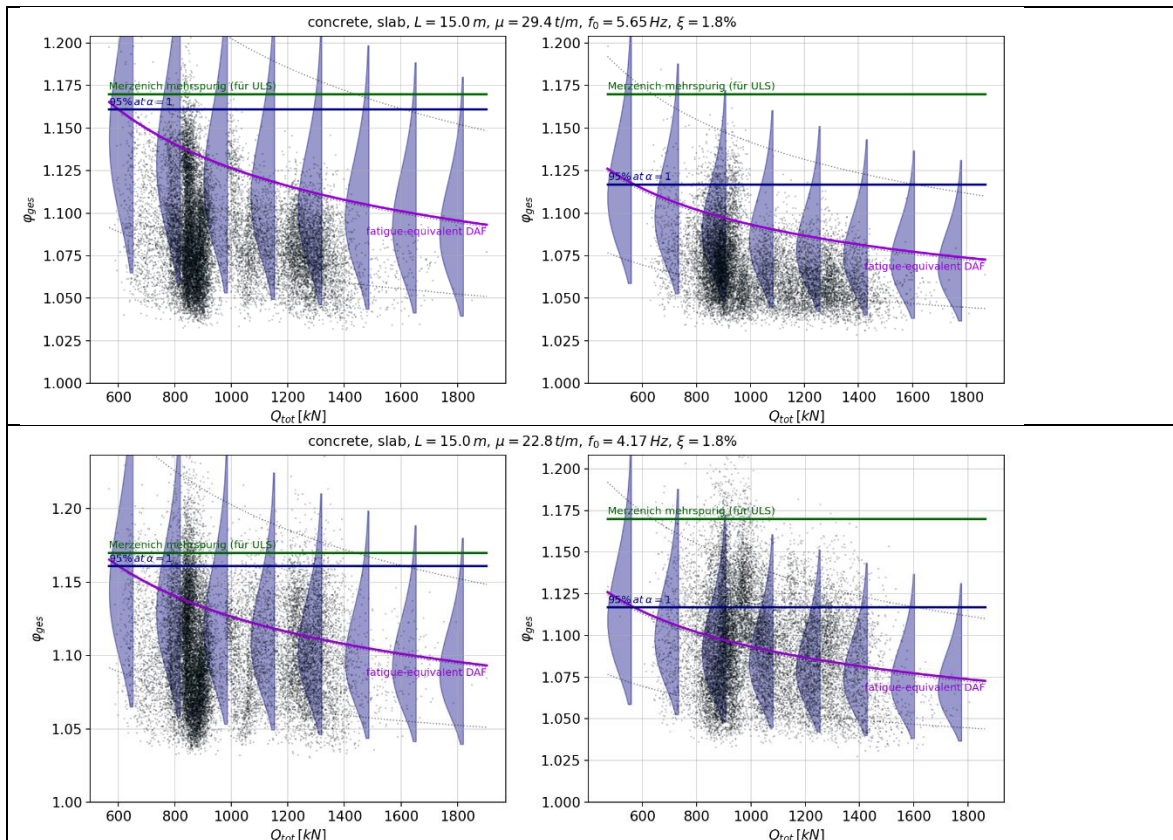 concrete, slab, L = 15.0 m, μ = 29.4 t/m, f₀ = 5.65 Hz, ξ = 1.8%
1.200
1.175
1.150
1.125
1.100
1.075
1.050
1.025
1.000
φges
Merzenich mehrspurig (für ULS)
95% at α = 1
fatigue-equivalent DAF
600 800 1000 1200 1400 1600 1800
Qtot [kN]
1.200
1.175
1.150
1.125
1.100
1.075
1.050
1.025
1.000
φges
Merzenich mehrspurig (für ULS)
95% at α = 1
fatigue-equivalent DAF
600 800 1000 1200 1400 1600 1800
Qtot [kN]
concrete, slab, L = 15.0 m, μ = 22.8 t/m, f₀ = 4.17 Hz, ξ = 1.8%
1.20
1.15
1.10
1.05
1.00
φges
Merzenich mehrspurig (für ULS)
95% at α = 1
fatigue-equivalent DAF
600 800 1000 1200 1400 1600 1800
Qtot [kN]
1.200
1.175
1.150
1.125
1.100
1.075
1.050
1.025
1.000
φges
Merzenich mehrspurig (für ULS)
95% at α = 1
fatigue-equivalent DAF
600 800 1000 1200 1400 1600 1800
Qtot [kN]